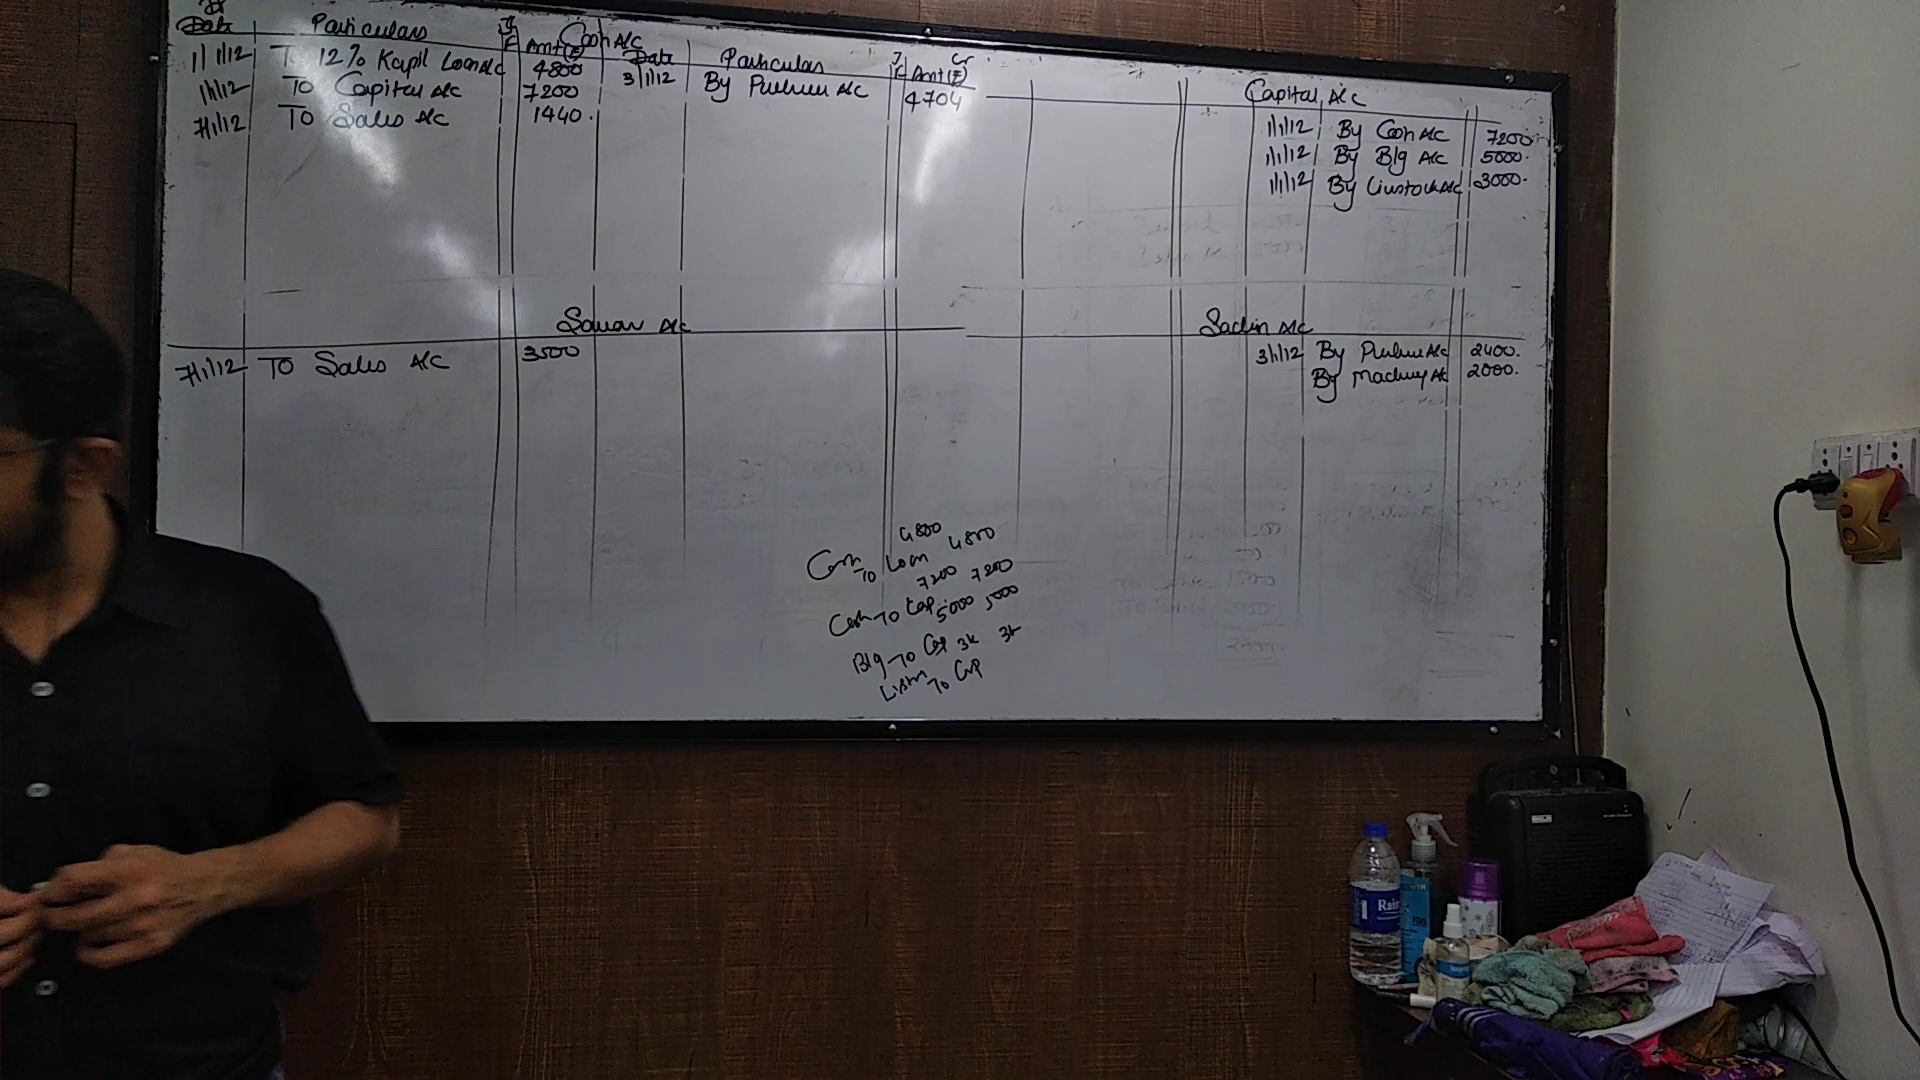 Dr
Date Particulars J F Amt(₹) Cash A/c Date Particulars J F Amt(₹) Cr
1/1/12 To 12% Kapil Loan A/c 4800 3/1/12 By Purchase A/c 4704
1/1/12 To Capital A/c 7200
7/1/12 To Sales A/c 1440.
Capital A/c
1/1/12 By Cash A/c 7200
1/1/12 By Blg A/c 5000.
1/1/12 By Livstock A/c 3000.
A/c
7/1/12 To Sales A/c 3500
Sachin A/c
3/1/12 By Purchase A/c 2400.
By Machinery A/c 2000.
Cash 4800
To Loan 4800
Cash 7200 7200
To Cap
Blg 5000 5000
To Cap
3k 3k
To Cap
Rail